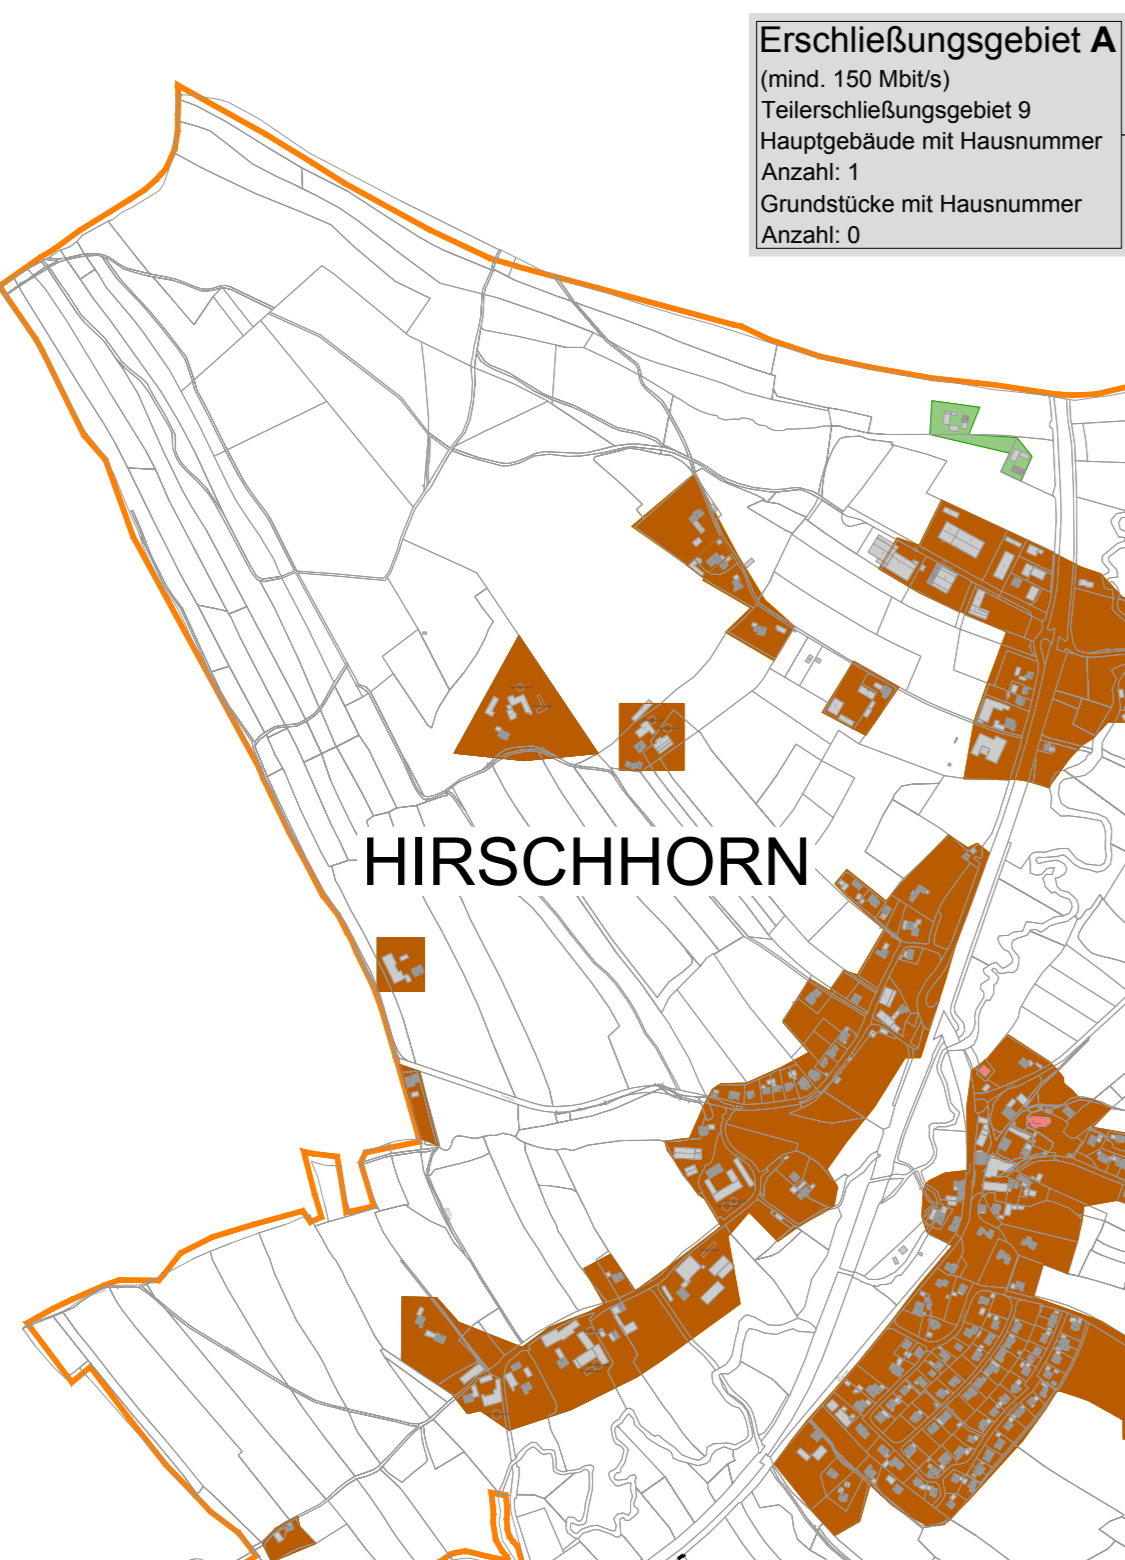 Erschließungsgebiet A
(mind. 150 Mbit/s)
Teilerschließungsgebiet 9
Hauptgebäude mit Hausnummer
Anzahl: 1
Grundstücke mit Hausnummer
Anzahl: 0
HIRSCHHORN